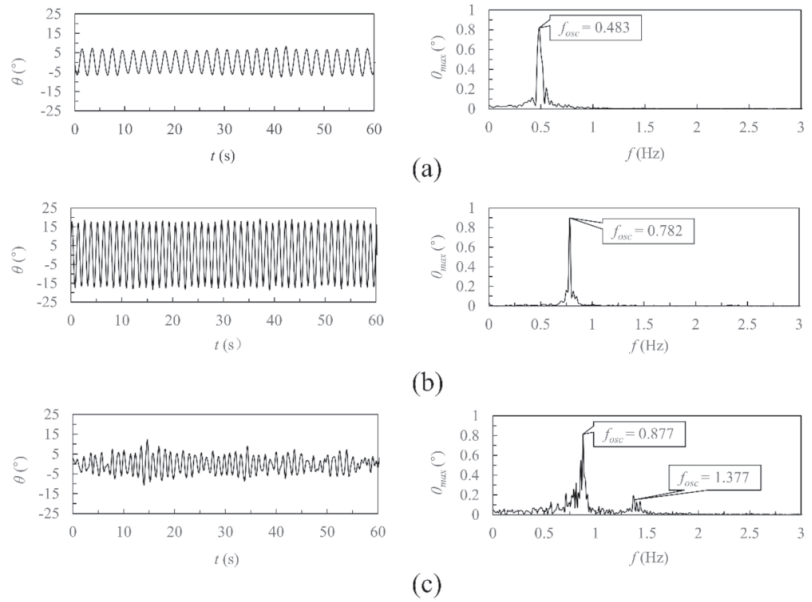 25
15
5
-5
-15
-25
θ (°)
0 10 20 30 40 50 60
t (s)
1
0.8
0.6
0.4
0.2
0
θmax (°)
fosc = 0.483
0 0.5 1 1.5 2 2.5 3
f (Hz)
(a)
25
15
5
-5
-15
-25
θ (°)
0 10 20 30 40 50 60
t (s)
1
0.8
0.6
0.4
0.2
0
θmax (°)
fosc = 0.782
0 0.5 1 1.5 2 2.5 3
f (Hz)
(b)
25
15
5
-5
-15
-25
θ (°)
0 10 20 30 40 50 60
t (s)
1
0.8
0.6
0.4
0.2
0
θmax (°)
fosc = 0.877
fosc = 1.377
0 0.5 1 1.5 2 2.5 3
f (Hz)
(c)